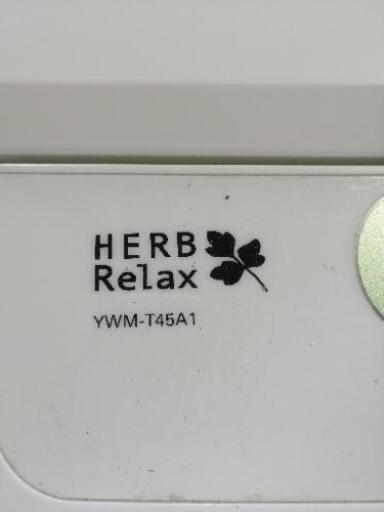 HERB
Relax
YWM-T45A1